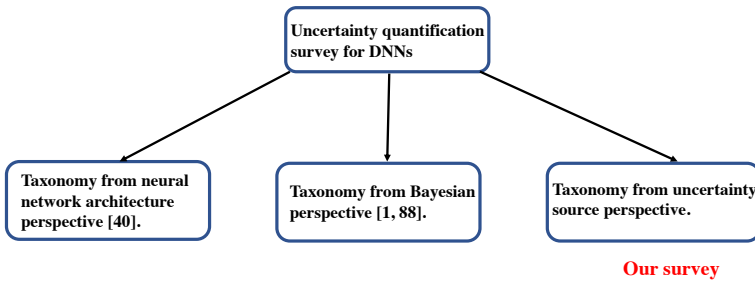 Uncertainty quantification
survey for DNNs
Taxonomy from neural
network architecture
perspective [40].
Taxonomy from Bayesian
perspective [1, 88].
Taxonomy from uncertainty
source perspective.
Our survey